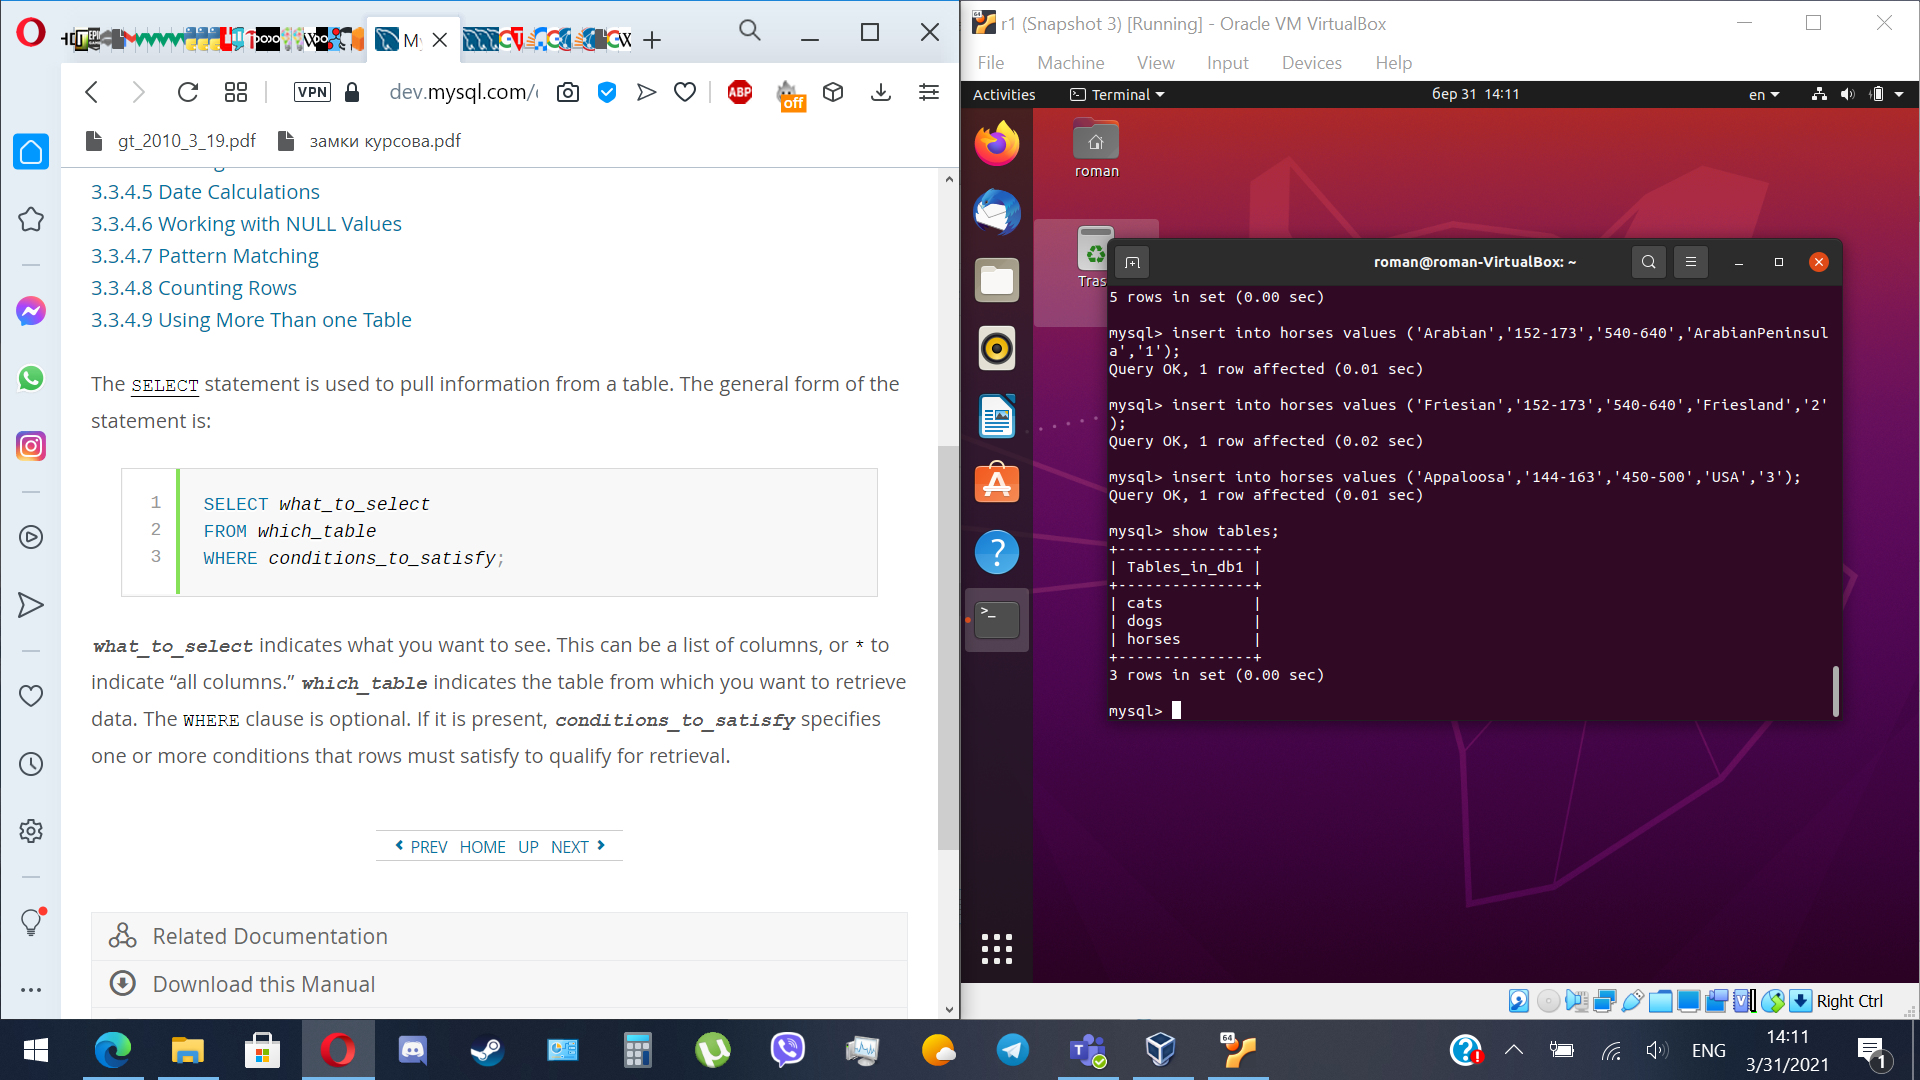 My
VPN
dev.mysql.com/
ABP
off
gt_2010_3_19.pdf
замки курсова.pdf
3.3.4.5 Date Calculations
3.3.4.6 Working with NULL Values
3.3.4.7 Pattern Matching
3.3.4.8 Counting Rows
3.3.4.9 Using More Than one Table
The SELECT statement is used to pull information from a table. The general form of the
statement is:
1 SELECT what_to_select
2 FROM which_table
3 WHERE conditions_to_satisfy;
what_to_select indicates what you want to see. This can be a list of columns, or * to
indicate “all columns.” which_table indicates the table from which you want to retrieve
data. The WHERE clause is optional. If it is present, conditions_to_satisfy specifies
one or more conditions that rows must satisfy to qualify for retrieval.
PREV HOME UP NEXT
Related Documentation
Download this Manual
r1 (Snapshot 3) [Running] - Oracle VM VirtualBox
File Machine View Input Devices Help
Activities Terminal бер 31 14:11 en
roman
Tras
roman@roman-VirtualBox: ~
5 rows in set (0.00 sec)
mysql> insert into horses values ('Arabian','152-173','540-640','ArabianPeninsul
a','1');
Query OK, 1 row affected (0.01 sec)
mysql> insert into horses values ('Friesian','152-173','540-640','Friesland','2'
);
Query OK, 1 row affected (0.02 sec)
mysql> insert into horses values ('Appaloosa','144-163','450-500','USA','3');
Query OK, 1 row affected (0.01 sec)
mysql> show tables;
+---------------+
| Tables_in_db1 |
+---------------+
| cats |
| dogs |
| horses |
+---------------+
3 rows in set (0.00 sec)
mysql>
Right Ctrl
64
ENG
14:11
3/31/2021
1